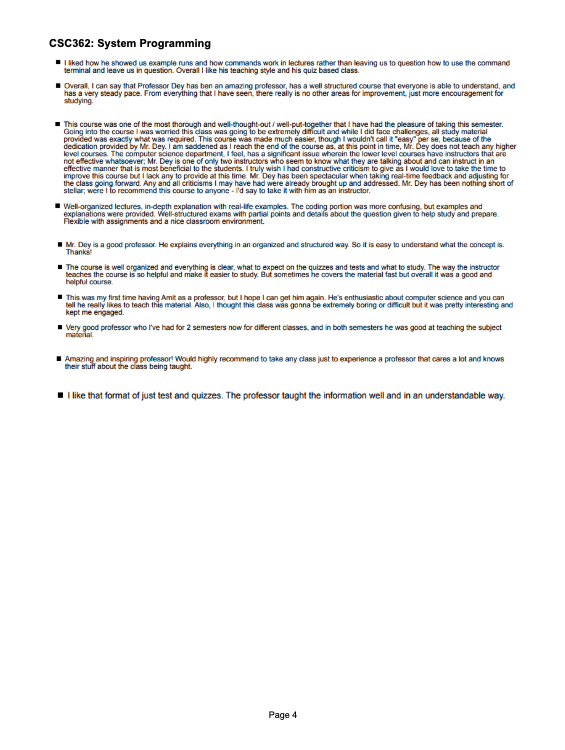 CSC362: System Programming
■ I liked how he showed us example runs and how commands work in lectures rather than leaving us to question how to use the command
terminal and leave us in question. Overall I like his teaching style and his quiz based class.
■ Overall, I can say that Professor Dey has ben an amazing professor, has a well structured course that everyone is able to understand, and
has a very steady pace. From everything that I have seen, there really is no other areas for improvement, just more encouragement for
studying.
■ This course was one of the most thorough and well-thought-out / well-put-together that I have had the pleasure of taking this semester.
Going into the course I was worried this class was going to be extremely difficult and while I did face challenges, all study material
provided was exactly what was required. This course was made much easier, though I wouldn't call it "easy" per se, because of the
dedication provided by Mr. Dey. I am saddened as I reach the end of the course as, at this point in time, Mr. Dey does not teach any higher
level courses. The computer science department, I feel, has a significant issue wherein the lower level courses have instructors that are
not effective whatsoever; Mr. Dey is one of only two instructors who seem to know what they are talking about and can instruct in an
effective manner that is most beneficial to the students. I truly wish I had constructive criticism to give as I would love to take the time to
improve this course but I lack any to provide at this time. Mr. Dey has been spectacular when taking real-time feedback and adjusting for
the class going forward. Any and all criticisms I may have had were already brought up and addressed. Mr. Dey has been nothing short of
stellar; were I to recommend this course to anyone - I'd say to take it with him as an instructor.
■ Well-organized lectures, in-depth explanation with real-life examples. The coding portion was more confusing, but examples and
explanations were provided. Well-structured exams with partial points and details about the question given to help study and prepare.
Flexible with assignments and a nice classroom environment.
■ Mr. Dey is a good professor. He explains everything in an organized and structured way. So it is easy to understand what the concept is.
Thanks!
■ The course is well organized and everything is clear, what to expect on the quizzes and tests and what to study. The way the instructor
teaches the course is so helpful and make it easier to study. But sometimes he covers the material fast but overall it was a good and
helpful course.
■ This was my first time having Amit as a professor, but I hope I can get him again. He's enthusiastic about computer science and you can
tell he really likes to teach this material. Also, I thought this class was gonna be extremely boring or difficult but it was pretty interesting and
kept me engaged.
■ Very good professor who I've had for 2 semesters now for different classes, and in both semesters he was good at teaching the subject
material.
■ Amazing and inspiring professor! Would highly recommend to take any class just to experience a professor that cares a lot and knows
their stuff about the class being taught.
■ I like that format of just test and quizzes. The professor taught the information well and in an understandable way.
Page 4